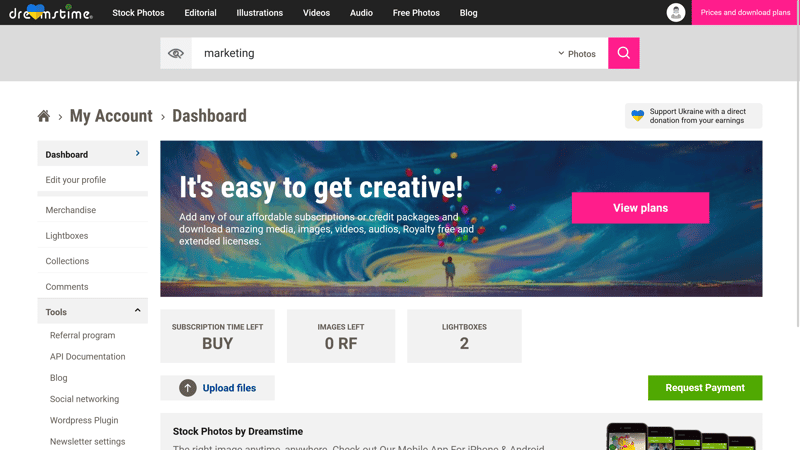 dreamstime
Stock Photos
Editorial
Illustrations
Videos
Audio
Free Photos
Blog
Prices and download plans
marketing
Photos
My Account
Dashboard
Support Ukraine with a direct
donation from your earnings
Dashboard
Edit your profile
Merchandise
Lightboxes
Collections
Comments
Tools
Referral program
API Documentation
Blog
Social networking
Wordpress Plugin
Newsletter settings
It's easy to get creative!
Add any of our affordable subscriptions or credit packages and
download amazing media, images, videos, audios, Royalty free and
extended licenses.
View plans
SUBSCRIPTION TIME LEFT
BUY
IMAGES LEFT
0 RF
LIGHTBOXES
2
Upload files
Request Payment
Stock Photos by Dreamstime
The right image anytime, anywhere. Check out Our Mobile App For iPhone & Android